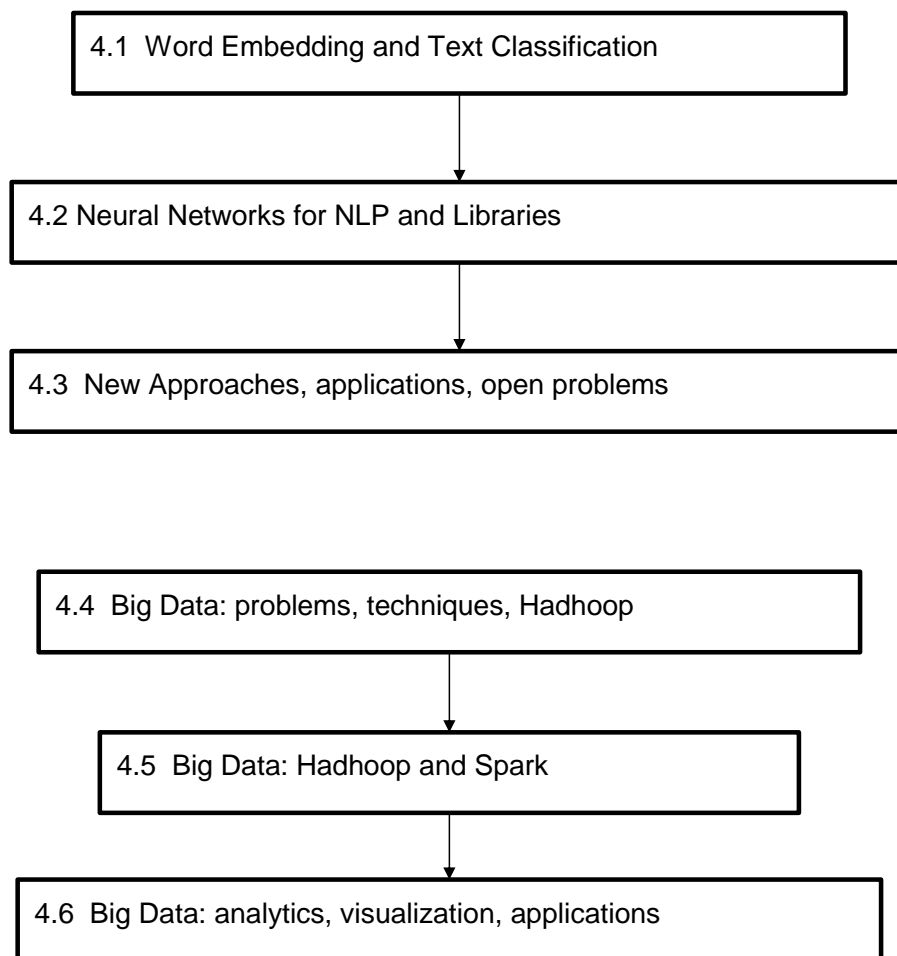 4.1  Word Embedding and Text Classification
4.2 Neural Networks for NLP and Libraries
4.3  New Approaches, applications, open problems
4.4  Big Data: problems, techniques, Hadhoop
4.5  Big Data: Hadhoop and Spark
4.6  Big Data: analytics, visualization, applications